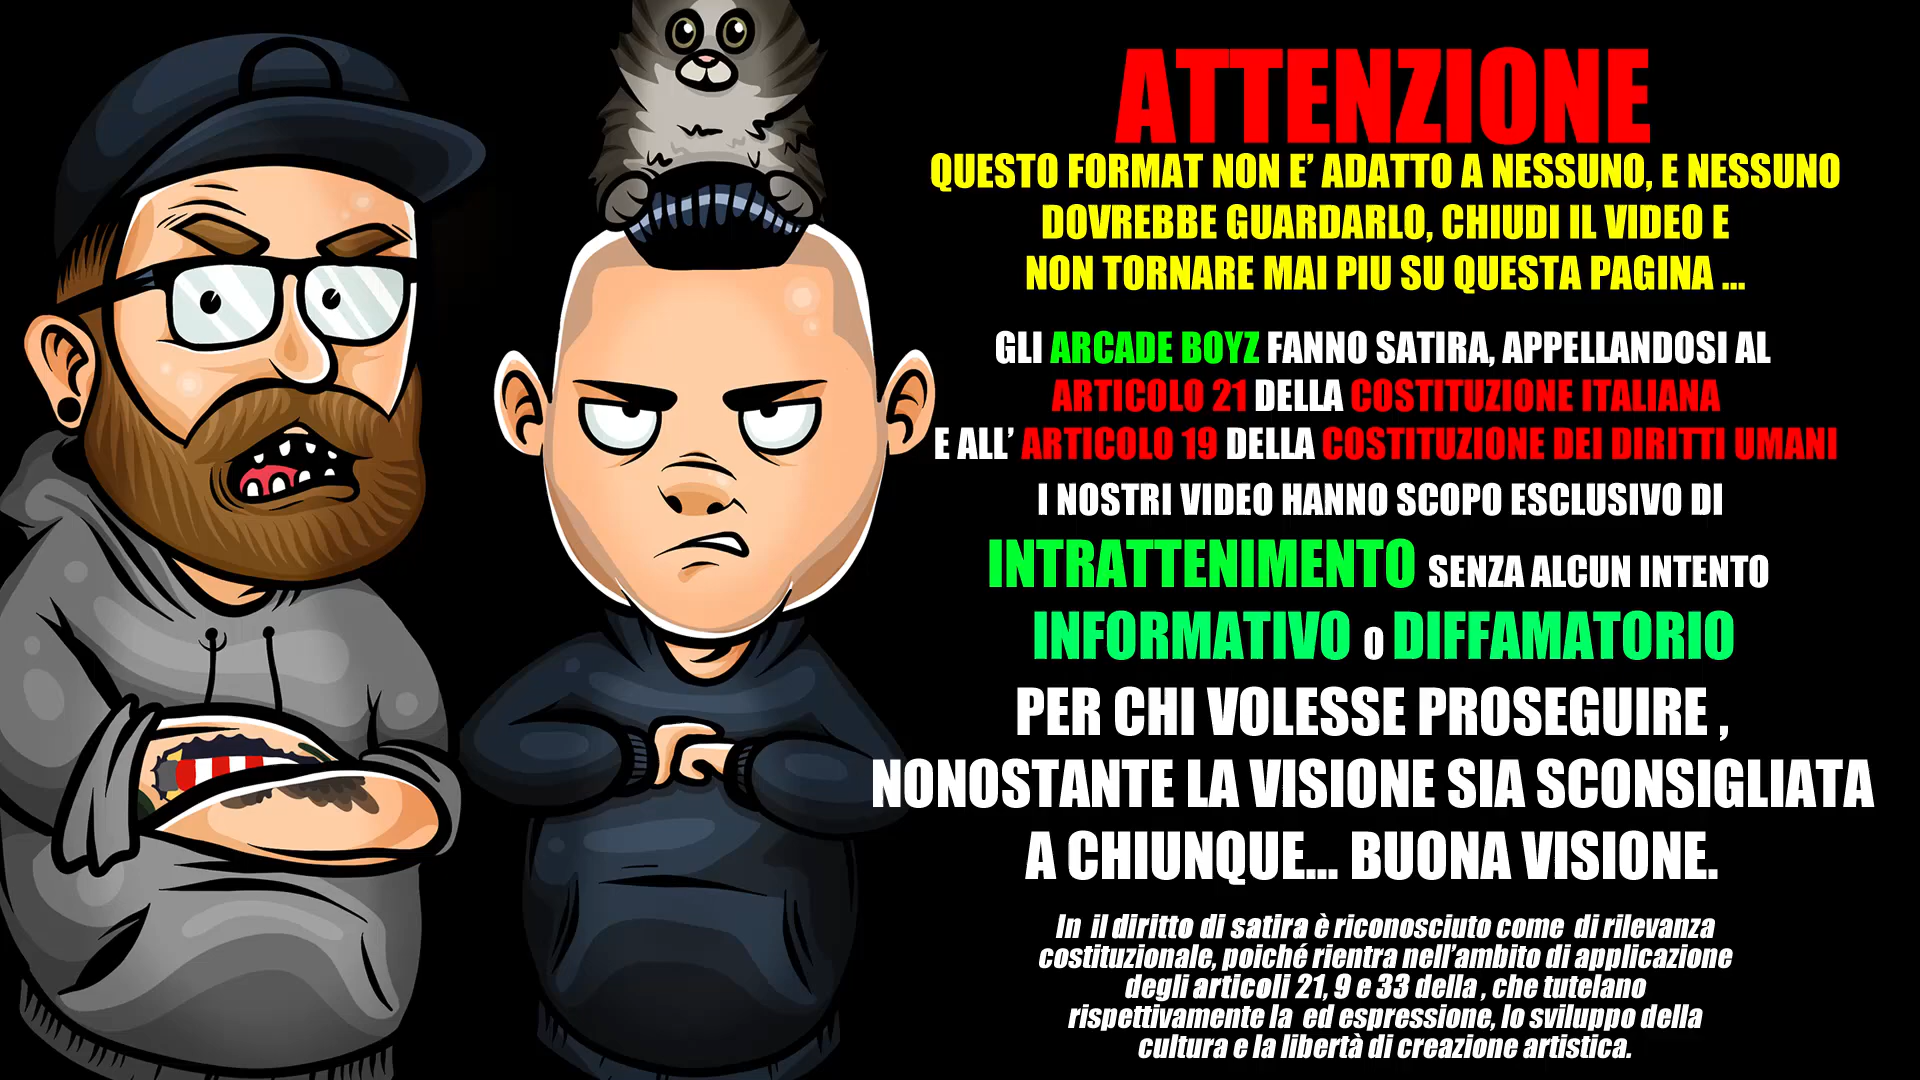 ATTENZIONE
QUESTO FORMAT NON E' ADATTO A NESSUNO, E NESSUNO
DOVREBBE GUARDARLO, CHIUDI IL VIDEO E
NON TORNARE MAI PIU SU QUESTA PAGINA ...
GLI ARCADE BOYZ FANNO SATIRA, APPELLANDOSI AL
ARTICOLO 21 DELLA COSTITUZIONE ITALIANA
E ALL' ARTICOLO 19 DELLA COSTITUZIONE DEI DIRITTI UMANI
I NOSTRI VIDEO HANNO SCOPO ESCLUSIVO DI
INTRATTENIMENTO SENZA ALCUN INTENTO
INFORMATIVO O DIFFAMATORIO
PER CHI VOLESSE PROSEGUIRE ,
NONOSTANTE LA VISIONE SIA SCONSIGLIATA
A CHIUNQUE... BUONA VISIONE.
In il diritto di satira è riconosciuto come di rilevanza
costituzionale, poiché rientra nell'ambito di applicazione
degli articoli 21, 9 e 33 della , che tutelano
rispettivamente la ed espressione, lo sviluppo della
cultura e la libertà di creazione artistica.